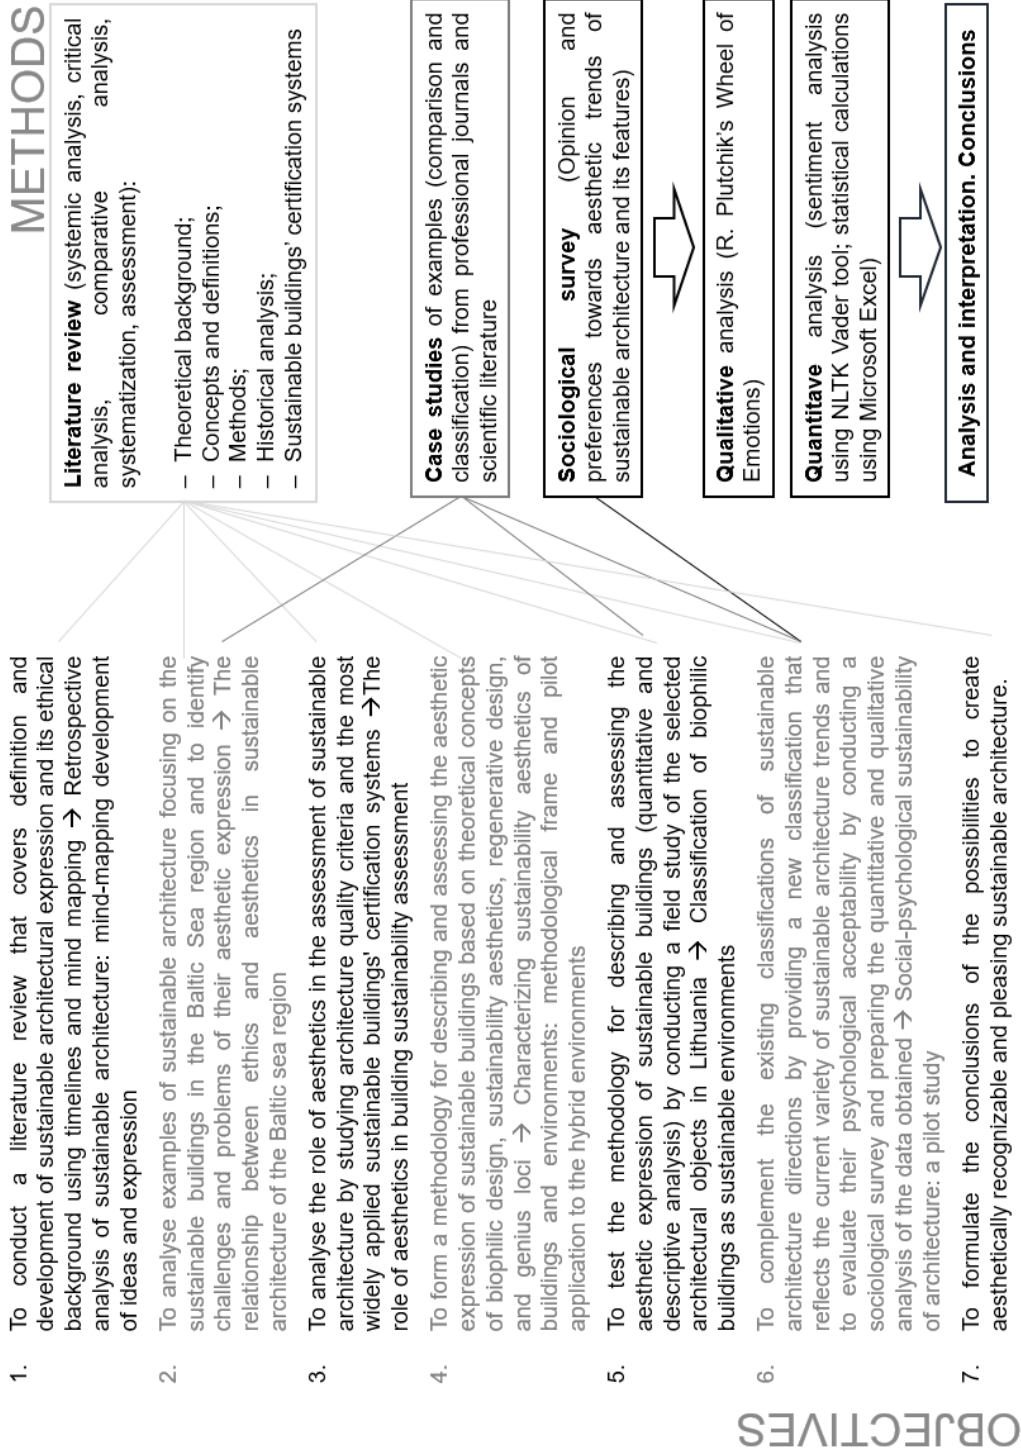 METHODS
Literature review (systemic analysis, critical
analysis, comparative analysis,
systematization, assessment):
– Theoretical background;
– Concepts and definitions;
– Methods;
– Historical analysis;
– Sustainable buildings' certification systems
Case studies of examples (comparison and
classification) from professional journals and
scientific literature
Sociological survey (Opinion and
preferences towards aesthetic trends of
sustainable architecture and its features)
Qualitative analysis (R. Plutchik's Wheel of
Emotions)
Quantitave analysis (sentiment analysis
using NLTK Vader tool; statistical calculations
using Microsoft Excel)
Analysis and interpretation. Conclusions
OBJECTIVES
1. To conduct a literature review that covers definition and
development of sustainable architectural expression and its ethical
background using timelines and mind mapping → Retrospective
analysis of sustainable architecture: mind-mapping development
of ideas and expression
2. To analyse examples of sustainable architecture focusing on the
sustainable buildings in the Baltic Sea region and to identify
challenges and problems of their aesthetic expression → The
relationship between ethics and aesthetics in sustainable
architecture of the Baltic sea region
3. To analyse the role of aesthetics in the assessment of sustainable
architecture by studying architecture quality criteria and the most
widely applied sustainable buildings' certification systems →The
role of aesthetics in building sustainability assessment
4. To form a methodology for describing and assessing the aesthetic
expression of sustainable buildings based on theoretical concepts
of biophilic design, sustainability aesthetics, regenerative design,
and genius loci → Characterizing sustainability aesthetics of
buildings and environments: methodological frame and pilot
application to the hybrid environments
5. To test the methodology for describing and assessing the
aesthetic expression of sustainable buildings (quantitative and
descriptive analysis) by conducting a field study of the selected
architectural objects in Lithuania → Classification of biophilic
buildings as sustainable environments
6. To complement the existing classifications of sustainable
architecture directions by providing a new classification that
reflects the current variety of sustainable architecture trends and
to evaluate their psychological acceptability by conducting a
sociological survey and preparing the quantitative and qualitative
analysis of the data obtained → Social-psychological sustainability
of architecture: a pilot study
7. To formulate the conclusions of the possibilities to create
aesthetically recognizable and pleasing sustainable architecture.